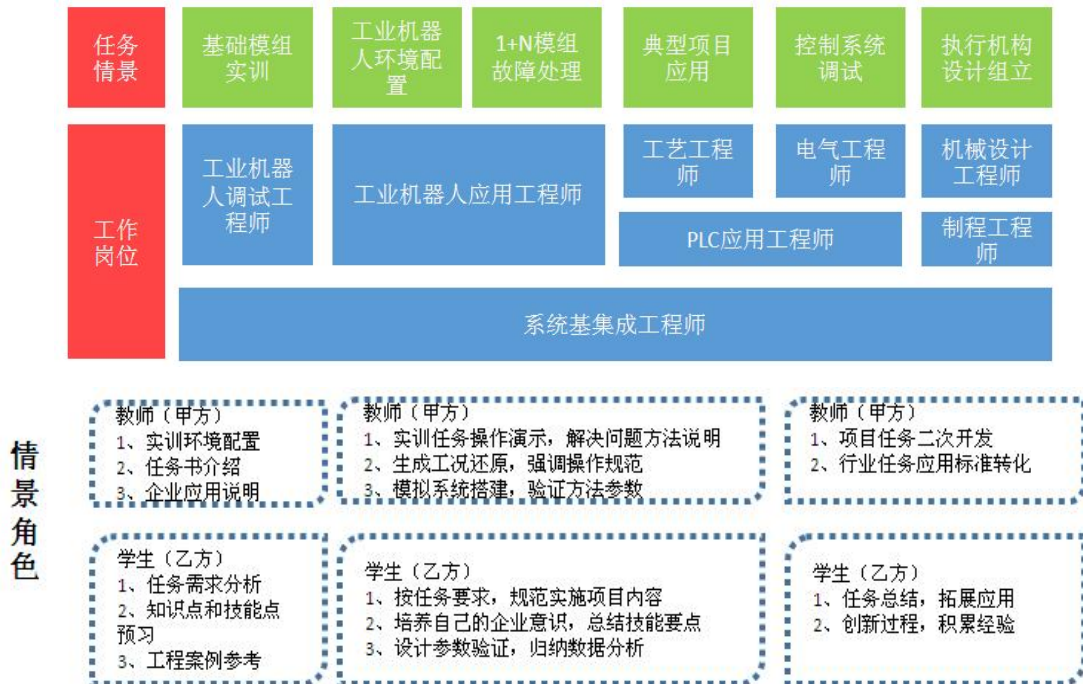 任务
情景
基础模组
实训
工业机器
人环境配
置
1+N模组
故障处理
典型项目
应用
控制系统
调试
执行机构
设计组立
工作
岗位
工业机器
人调试工
程师
工业机器人应用工程师
工艺工程
师
电气工程
师
机械设计
工程师
PLC应用工程师
制程工程
师
系统基集成工程师
情
景
角
色
教师（甲方）
1、实训环境配置
2、任务书介绍
3、企业应用说明
教师（甲方）
1、实训任务操作演示，解决问题方法说明
2、生成工况还原，强调操作规范
3、模拟系统搭建，验证方法参数
教师（甲方）
1、项目任务二次开发
2、行业任务应用标准转化
学生（乙方）
1、任务需求分析
2、知识点和技能点
预习
3、工程案例参考
学生（乙方）
1、按任务要求，规范实施项目内容
2、培养自己的企业意识，总结技能要点
3、设计参数验证，归纳数据分析
学生（乙方）
1、任务总结，拓展应用
2、创新过程，积累经验